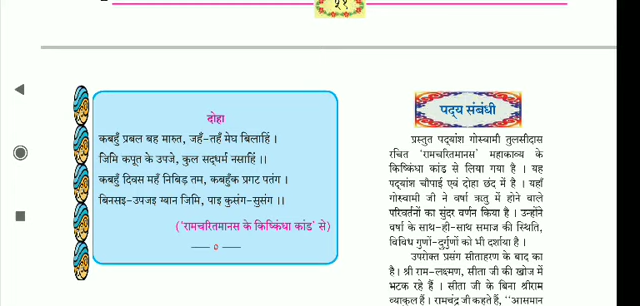 ५१
दोहा
कबहुँ प्रबल बह मारुत, जहँ-तहँ मेघ बिलाहिं ।
जिमि कपूत के उपजे, कुल सद्धर्म नसाहिं ।।
कबहुँ दिवस महँ निबिड़ तम, कबहुँक प्रगट पतंग ।
बिनसइ-उपजइ ग्यान जिमि, पाइ कुसंग-सुसंग ।।
('रामचरितमानस के किष्किंधा कांड' से)
— ० —
पद्य संबंधी
प्रस्तुत पद्यांश गोस्वामी तुलसीदास
रचित 'रामचरितमानस' महाकाव्य के
किष्किंधा कांड से लिया गया है । यह
पद्यांश चौपाई एवं दोहा छंद में है । यहाँ
गोस्वामी जी ने वर्षा ऋतु में होने वाले
परिवर्तनों का सुंदर वर्णन किया है । उन्होंने
वर्षा के साथ-ही-साथ समाज की स्थिति,
विविध गुणों-दुर्गुणों को भी दर्शाया है ।
उपरोक्त प्रसंग सीताहरण के बाद का
है। श्री राम-लक्ष्मण, सीता जी की खोज में
भटक रहे हैं । सीता जी के बिना श्रीराम
व्याकुल हैं । रामचंद्र जी कहते हैं, ''आसमान